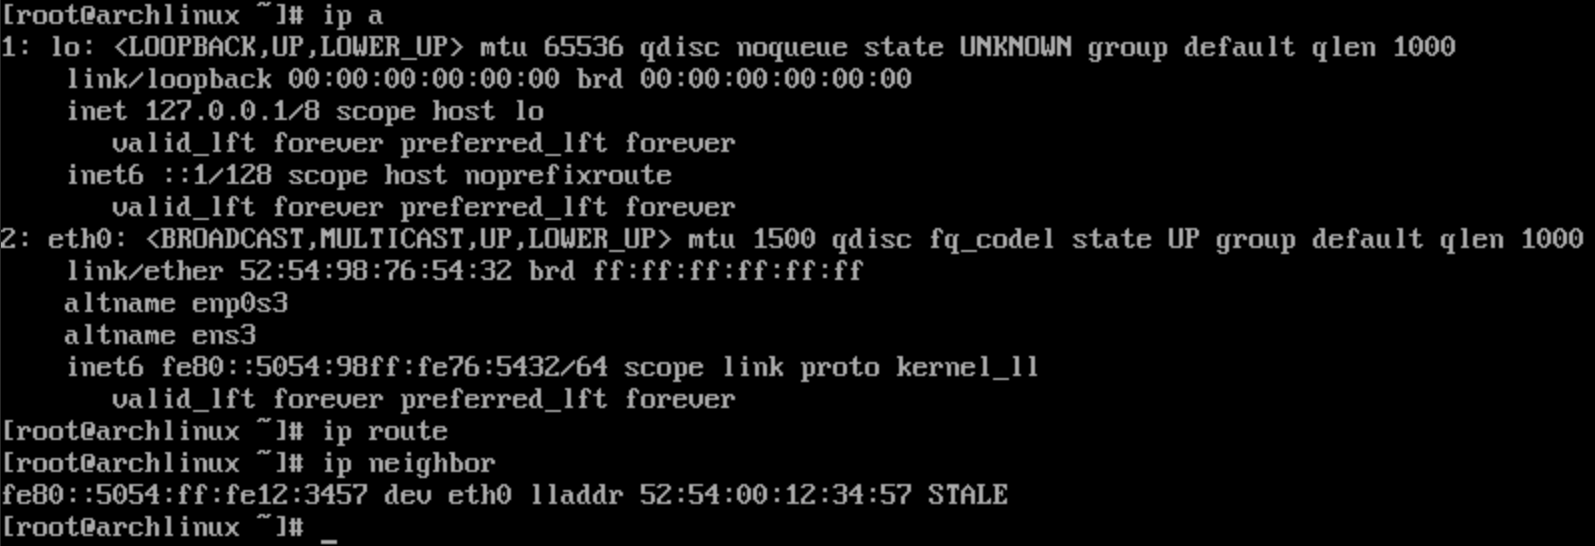 [root@archlinux ~]# ip a
1: lo: <LOOPBACK,UP,LOWER_UP> mtu 65536 qdisc noqueue state UNKNOWN group default qlen 1000
    link/loopback 00:00:00:00:00:00 brd 00:00:00:00:00:00
    inet 127.0.0.1/8 scope host lo
       valid_lft forever preferred_lft forever
    inet6 ::1/128 scope host noprefixroute
       valid_lft forever preferred_lft forever
2: eth0: <BROADCAST,MULTICAST,UP,LOWER_UP> mtu 1500 qdisc fq_codel state UP group default qlen 1000
    link/ether 52:54:98:76:54:32 brd ff:ff:ff:ff:ff:ff
    altname enp0s3
    altname ens3
    inet6 fe80::5054:98ff:fe76:5432/64 scope link proto kernel_ll
       valid_lft forever preferred_lft forever
[root@archlinux ~]# ip route
[root@archlinux ~]# ip neighbor
fe80::5054:ff:fe12:3457 dev eth0 lladdr 52:54:00:12:34:57 STALE
[root@archlinux ~]# _